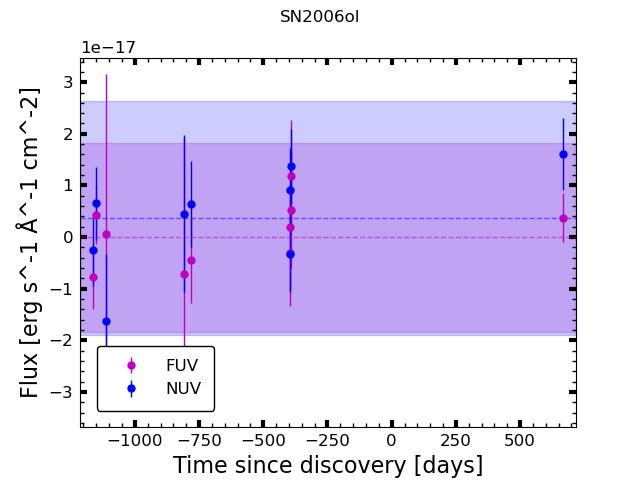 SN2006ol
1e−17
Flux [erg s^-1 Å^-1 cm^-2]
3
2
1
0
−1
−2
−3
FUV
NUV
−1000 −750 −500 −250 0 250 500
Time since discovery [days]